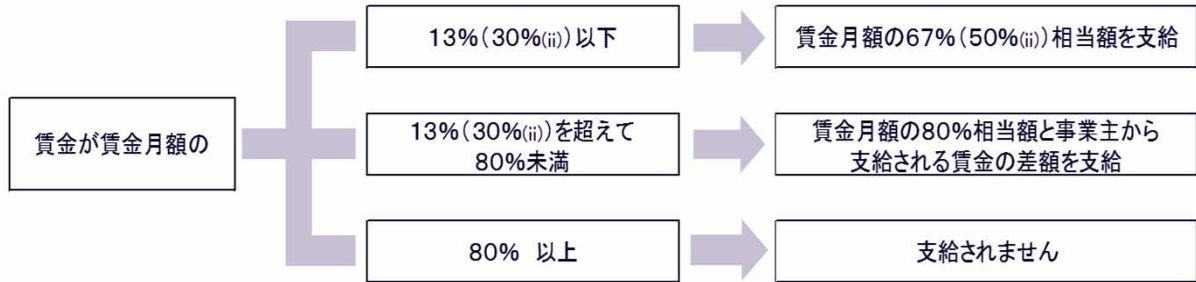 賃金が賃金月額の
13%(30%(ii))以下
賃金月額の67%(50%(ii))相当額を支給
13%(30%(ii))を超えて
80%未満
賃金月額の80%相当額と事業主から
支給される賃金の差額を支給
80% 以上
支給されません